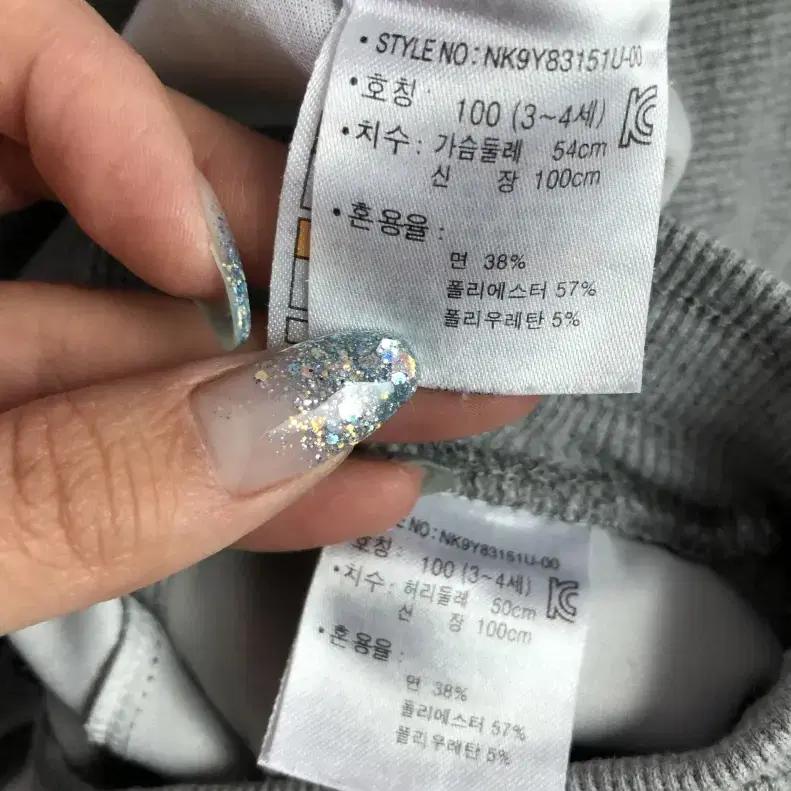 • STYLE NO : NK9Y83151U-00
• 호칭 : 100 (3~4세)
• 치수 : 가슴둘레 54cm
신 장 100cm
• 혼용율 :
면 38%
폴리에스터 57%
폴리우레탄 5%
STYLE NO : NK9Y83151U-00
호칭 : 100 (3~4세)
• 치수 : 허리둘레 50cm
신 장 100cm
• 혼용율 :
면 38%
폴리에스터 57%
폴리우레탄 5%